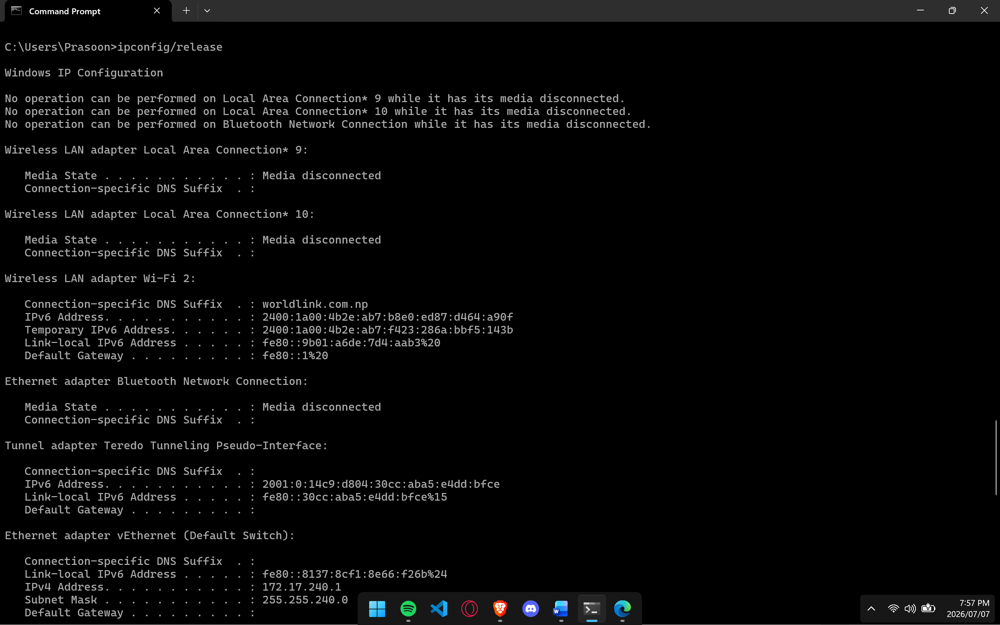 Command Prompt
C:\Users\Prasoon>ipconfig/release
Windows IP Configuration
No operation can be performed on Local Area Connection* 9 while it has its media disconnected.
No operation can be performed on Local Area Connection* 10 while it has its media disconnected.
No operation can be performed on Bluetooth Network Connection while it has its media disconnected.
Wireless LAN adapter Local Area Connection* 9:
Media State . . . . . . . . . . . : Media disconnected
Connection-specific DNS Suffix  . :
Wireless LAN adapter Local Area Connection* 10:
Media State . . . . . . . . . . . : Media disconnected
Connection-specific DNS Suffix  . :
Wireless LAN adapter Wi-Fi 2:
Connection-specific DNS Suffix  . : worldlink.com.np
IPv6 Address. . . . . . . . . . . : 2400:1a00:4b2e:ab7:b8e0:ed87:d464:a90f
Temporary IPv6 Address. . . . . . : 2400:1a00:4b2e:ab7:f423:286a:bbf5:143b
Link-local IPv6 Address . . . . . : fe80::9b01:a6de:7d4:aab3%20
Default Gateway . . . . . . . . . : fe80::1%20
Ethernet adapter Bluetooth Network Connection:
Media State . . . . . . . . . . . : Media disconnected
Connection-specific DNS Suffix  . :
Tunnel adapter Teredo Tunneling Pseudo-Interface:
Connection-specific DNS Suffix  . :
IPv6 Address. . . . . . . . . . . : 2001:0:14c9:d804:30cc:aba5:e4dd:bfce
Link-local IPv6 Address . . . . . : fe80::30cc:aba5:e4dd:bfce%15
Default Gateway . . . . . . . . . :
Ethernet adapter vEthernet (Default Switch):
Connection-specific DNS Suffix  . :
Link-local IPv6 Address . . . . . : fe80::8137:8cf1:8e66:f26b%24
IPv4 Address. . . . . . . . . . . : 172.17.240.1
Subnet Mask . . . . . . . . . . . : 255.255.240.0
Default Gateway . . . . . . . . . :
7:57 PM
2026/07/07